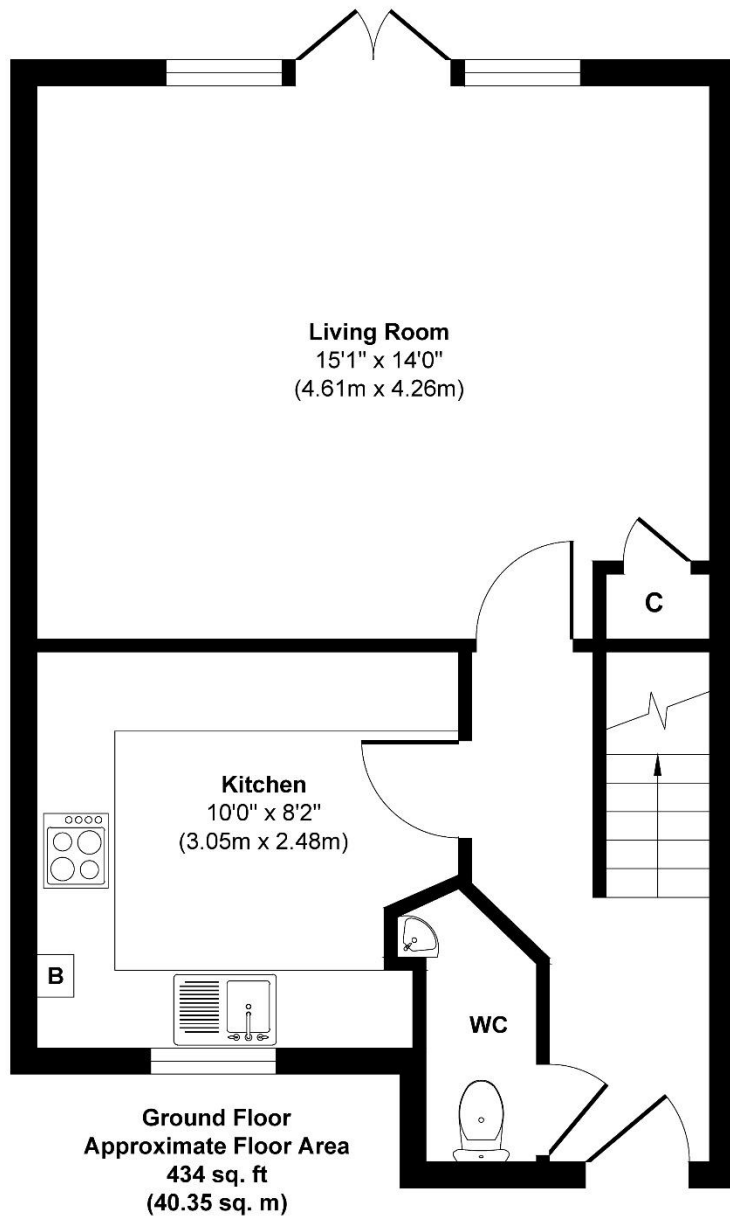 Living Room
15'1" x 14'0"
(4.61m x 4.26m)
C
Kitchen
10'0" x 8'2"
(3.05m x 2.48m)
B
WC
Ground Floor
Approximate Floor Area
434 sq. ft
(40.35 sq. m)